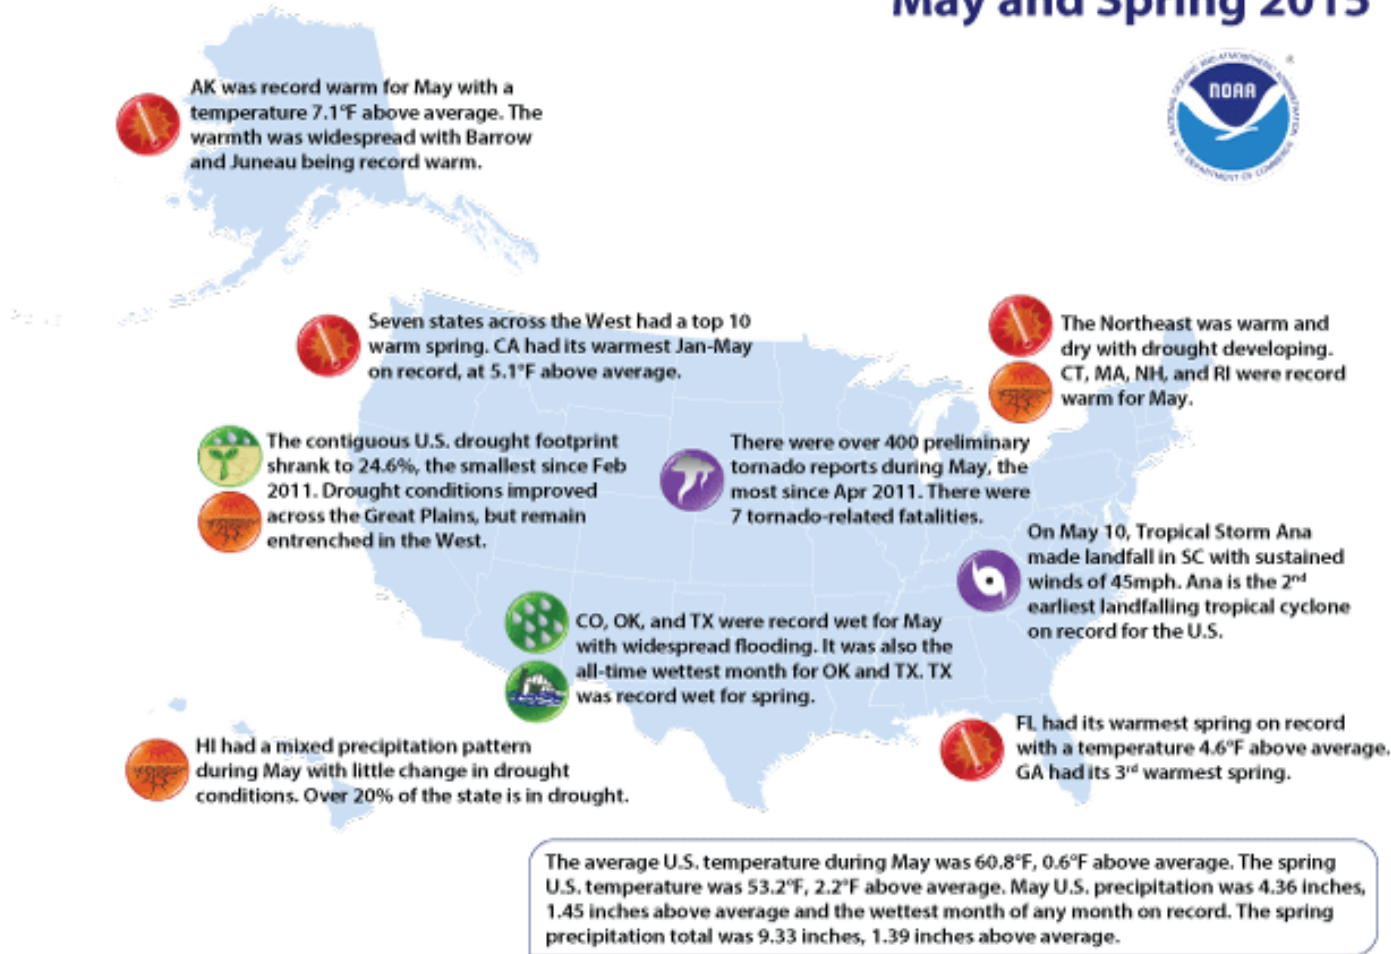 May and Spring 2015
NOAA
NATIONAL OCEANIC AND ATMOSPHERIC ADMINISTRATION
U.S. DEPARTMENT OF COMMERCE
AK was record warm for May with a
temperature 7.1°F above average. The
warmth was widespread with Barrow
and Juneau being record warm.
Seven states across the West had a top 10
warm spring. CA had its warmest Jan-May
on record, at 5.1°F above average.
The Northeast was warm and
dry with drought developing.
CT, MA, NH, and RI were record
warm for May.
The contiguous U.S. drought footprint
shrank to 24.6%, the smallest since Feb
2011. Drought conditions improved
across the Great Plains, but remain
entrenched in the West.
There were over 400 preliminary
tornado reports during May, the
most since Apr 2011. There were
7 tornado-related fatalities.
On May 10, Tropical Storm Ana
made landfall in SC with sustained
winds of 45mph. Ana is the 2nd
earliest landfalling tropical cyclone
on record for the U.S.
CO, OK, and TX were record wet for May
with widespread flooding. It was also the
all-time wettest month for OK and TX. TX
was record wet for spring.
FL had its warmest spring on record
with a temperature 4.6°F above average.
GA had its 3rd warmest spring.
HI had a mixed precipitation pattern
during May with little change in drought
conditions. Over 20% of the state is in drought.
The average U.S. temperature during May was 60.8°F, 0.6°F above average. The spring
U.S. temperature was 53.2°F, 2.2°F above average. May U.S. precipitation was 4.36 inches,
1.45 inches above average and the wettest month of any month on record. The spring
precipitation total was 9.33 inches, 1.39 inches above average.